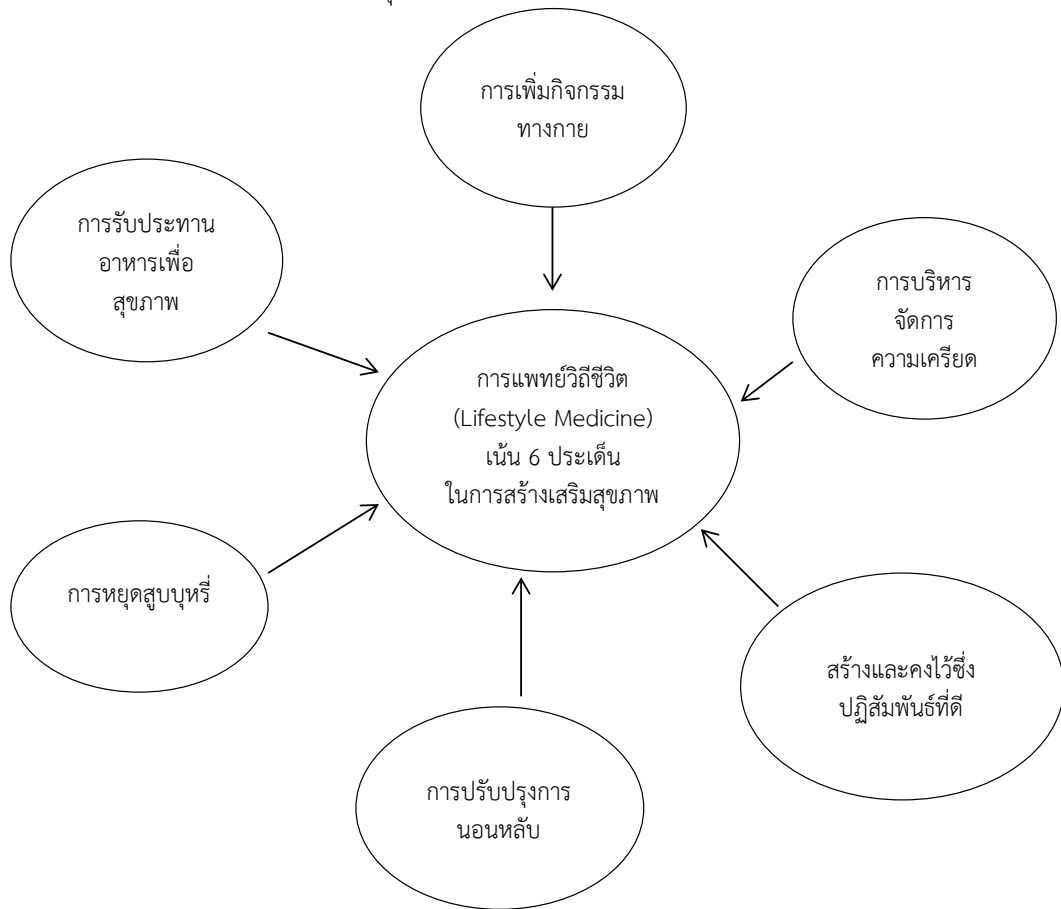 การเพิ่มกิจกรรม
ทางกาย
การรับประทาน
อาหารเพื่อ
สุขภาพ
การบริหาร
จัดการ
ความเครียด
การแพทย์วิถีชีวิต
(Lifestyle Medicine)
เน้น 6 ประเด็น
ในการสร้างเสริมสุขภาพ
การหยุดสูบบุหรี่
สร้างและคงไว้ซึ่ง
ปฏิสัมพันธ์ที่ดี
การปรับปรุงการ
นอนหลับ